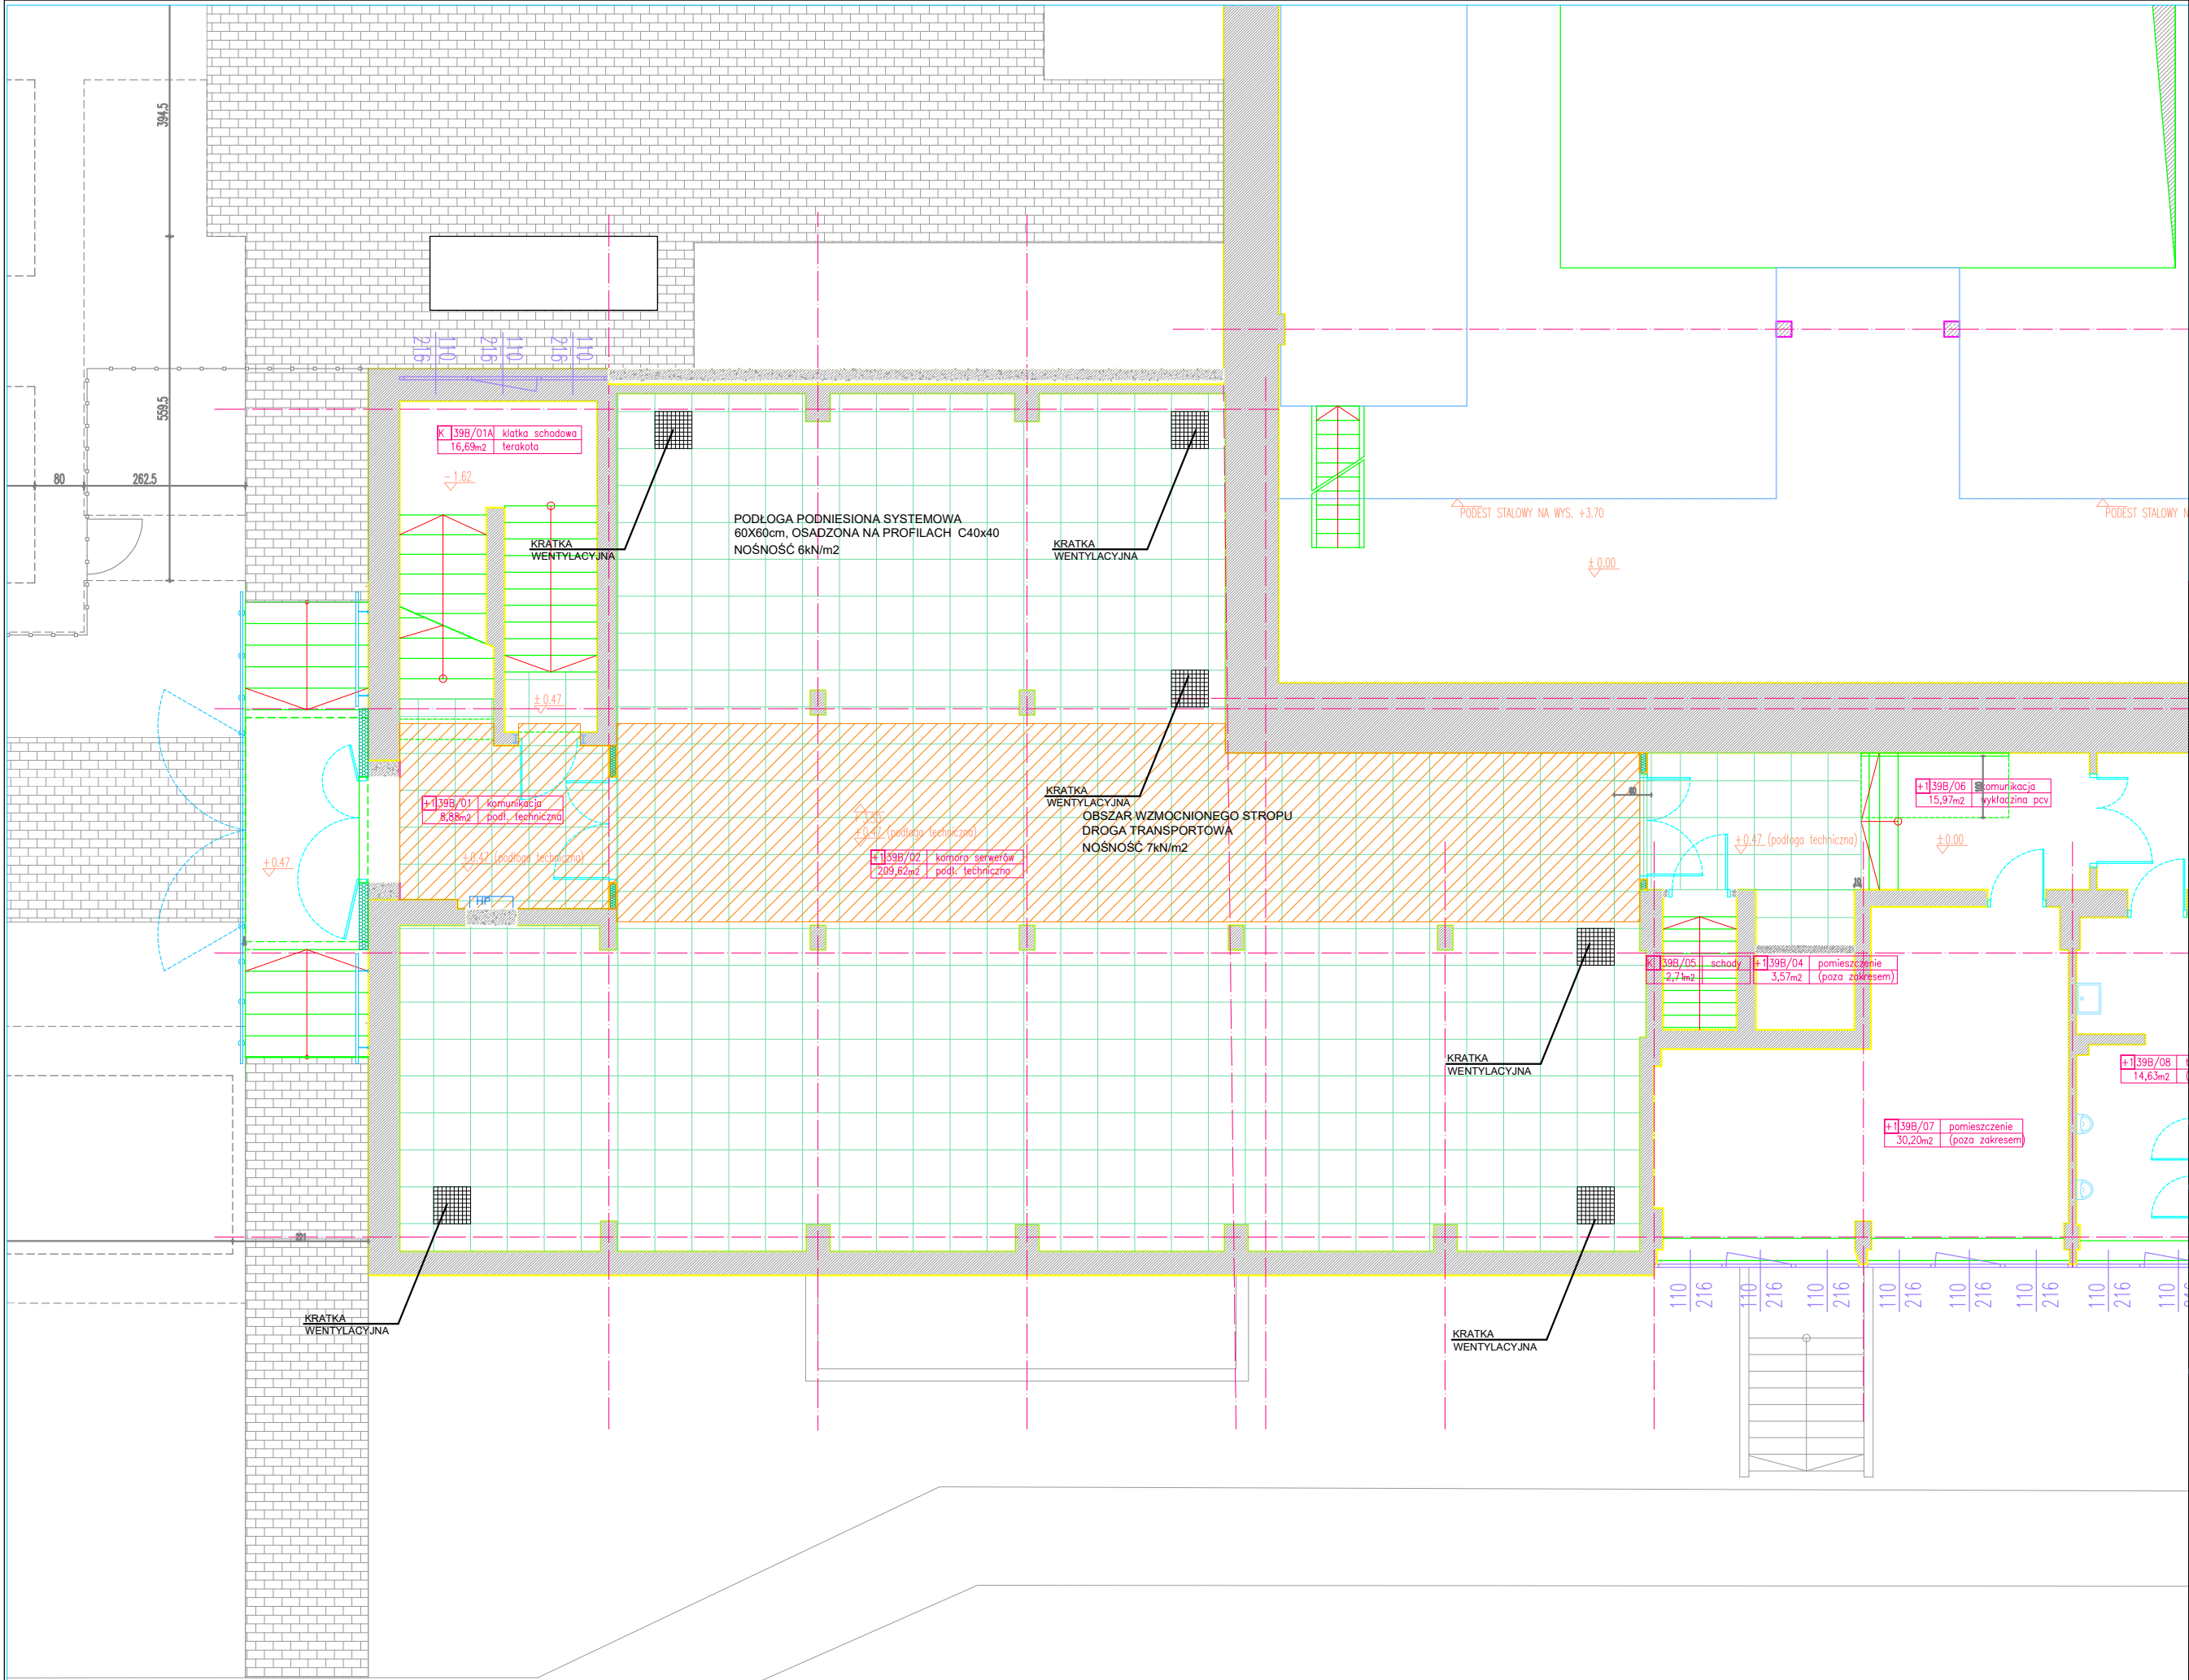 394.5
559.5
80
262.5
216
110
216
110
216
110
K 39B/01A klatka schodowa
16,69m2 terakota
-1.62
PODŁOGA PODNIESIONA SYSTEMOWA
60X60cm, OSADZONA NA PROFILACH C40x40
NOŚNOŚĆ 6kN/m2
KRATKA
WENTYLACYJNA
KRATKA
WENTYLACYJNA
PODEST STALOWY NA WYS. +3.70
PODEST STALOWY N
±0.00
±0.47
KRATKA
WENTYLACYJNA
+1 39B/01 komunikacja
8,88m2 podł. techniczna
OBSZAR WZMOCNIONEGO STROPU
DROGA TRANSPORTOWA
NOŚNOŚĆ 7kN/m2
+0.47 (podłoga techniczna)
+1 39B/02 komora serwerów
209,62m2 podł. techniczna
+0.47 (podłoga techniczna)
±0.47
HP
60
100
+1 39B/06 komunikacja
15,97m2 wykładzina pcv
+0.47 (podłoga techniczna)
±0.00
10
K 39B/05 schody
2,71m2
+1 39B/04 pomieszczenie
3,57m2 (poza zakresem)
KRATKA
WENTYLACYJNA
+1 39B/08
14,63m2
+1 39B/07 pomieszczenie
30,20m2 (poza zakresem)
221
KRATKA
WENTYLACYJNA
KRATKA
WENTYLACYJNA
110
216
110
216
110
216
110
216
110
216
110
216
110
216
110